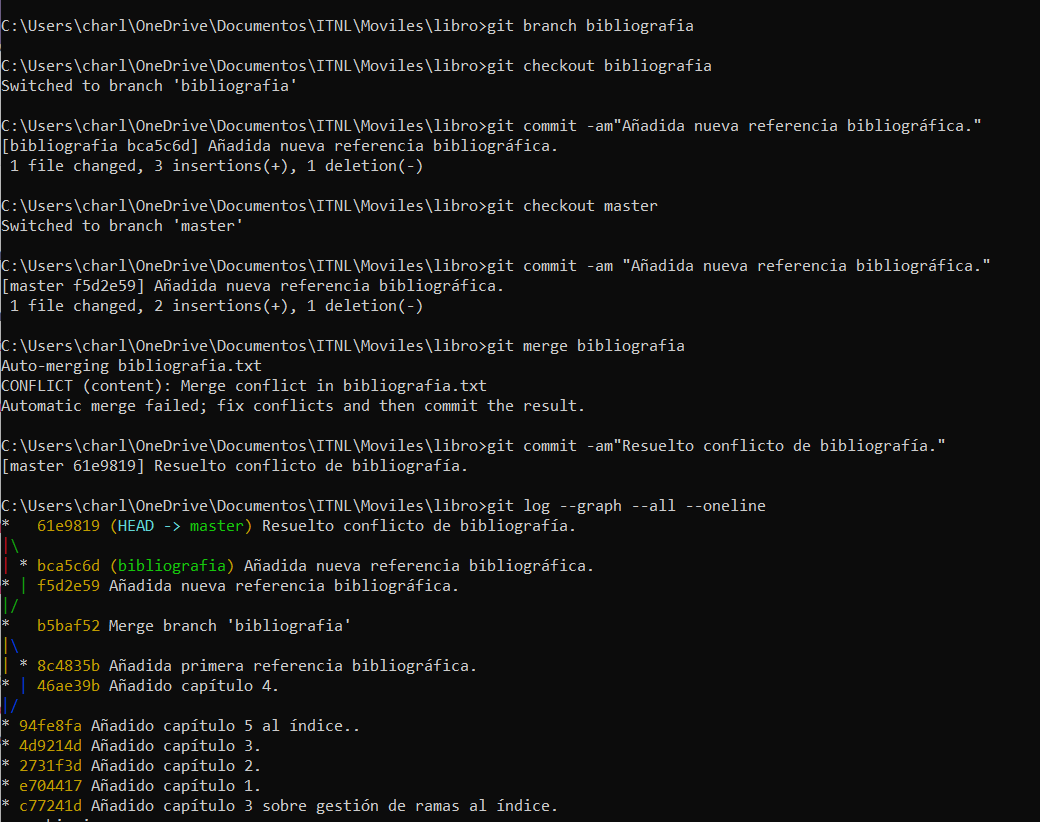 C:\Users\charl\OneDrive\Documentos\ITNL\Moviles\libro>git branch bibliografia
C:\Users\charl\OneDrive\Documentos\ITNL\Moviles\libro>git checkout bibliografia
Switched to branch 'bibliografia'
C:\Users\charl\OneDrive\Documentos\ITNL\Moviles\libro>git commit -am"Añadida nueva referencia bibliográfica."
[bibliografia bca5c6d] Añadida nueva referencia bibliográfica.
 1 file changed, 3 insertions(+), 1 deletion(-)
C:\Users\charl\OneDrive\Documentos\ITNL\Moviles\libro>git checkout master
Switched to branch 'master'
C:\Users\charl\OneDrive\Documentos\ITNL\Moviles\libro>git commit -am "Añadida nueva referencia bibliográfica."
[master f5d2e59] Añadida nueva referencia bibliográfica.
 1 file changed, 2 insertions(+), 1 deletion(-)
C:\Users\charl\OneDrive\Documentos\ITNL\Moviles\libro>git merge bibliografia
Auto-merging bibliografia.txt
CONFLICT (content): Merge conflict in bibliografia.txt
Automatic merge failed; fix conflicts and then commit the result.
C:\Users\charl\OneDrive\Documentos\ITNL\Moviles\libro>git commit -am"Resuelto conflicto de bibliografía."
[master 61e9819] Resuelto conflicto de bibliografía.
C:\Users\charl\OneDrive\Documentos\ITNL\Moviles\libro>git log --graph --all --oneline
*   61e9819 (HEAD -> master) Resuelto conflicto de bibliografía.
|\
| * bca5c6d (bibliografia) Añadida nueva referencia bibliográfica.
* | f5d2e59 Añadida nueva referencia bibliográfica.
|/
*   b5baf52 Merge branch 'bibliografia'
|\
| * 8c4835b Añadida primera referencia bibliográfica.
* | 46ae39b Añadido capítulo 4.
|/
* 94fe8fa Añadido capítulo 5 al índice..
* 4d9214d Añadido capítulo 3.
* 2731f3d Añadido capítulo 2.
* e704417 Añadido capítulo 1.
* c77241d Añadido capítulo 3 sobre gestión de ramas al índice.